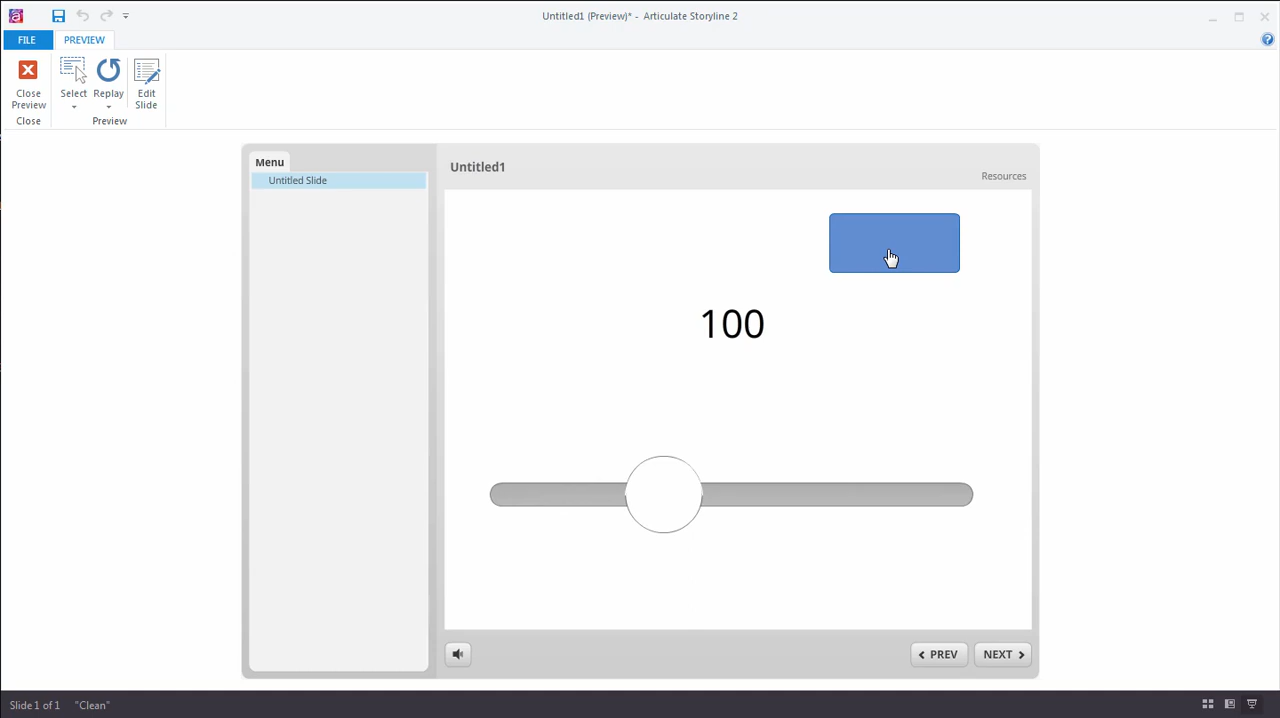 Untitled1 (Preview)* - Articulate Storyline 2
FILE
PREVIEW
Close Preview
Select
Replay
Edit Slide
Close
Preview
Menu
Untitled Slide
Untitled1
Resources
100
PREV
NEXT
Slide 1 of 1
"Clean"